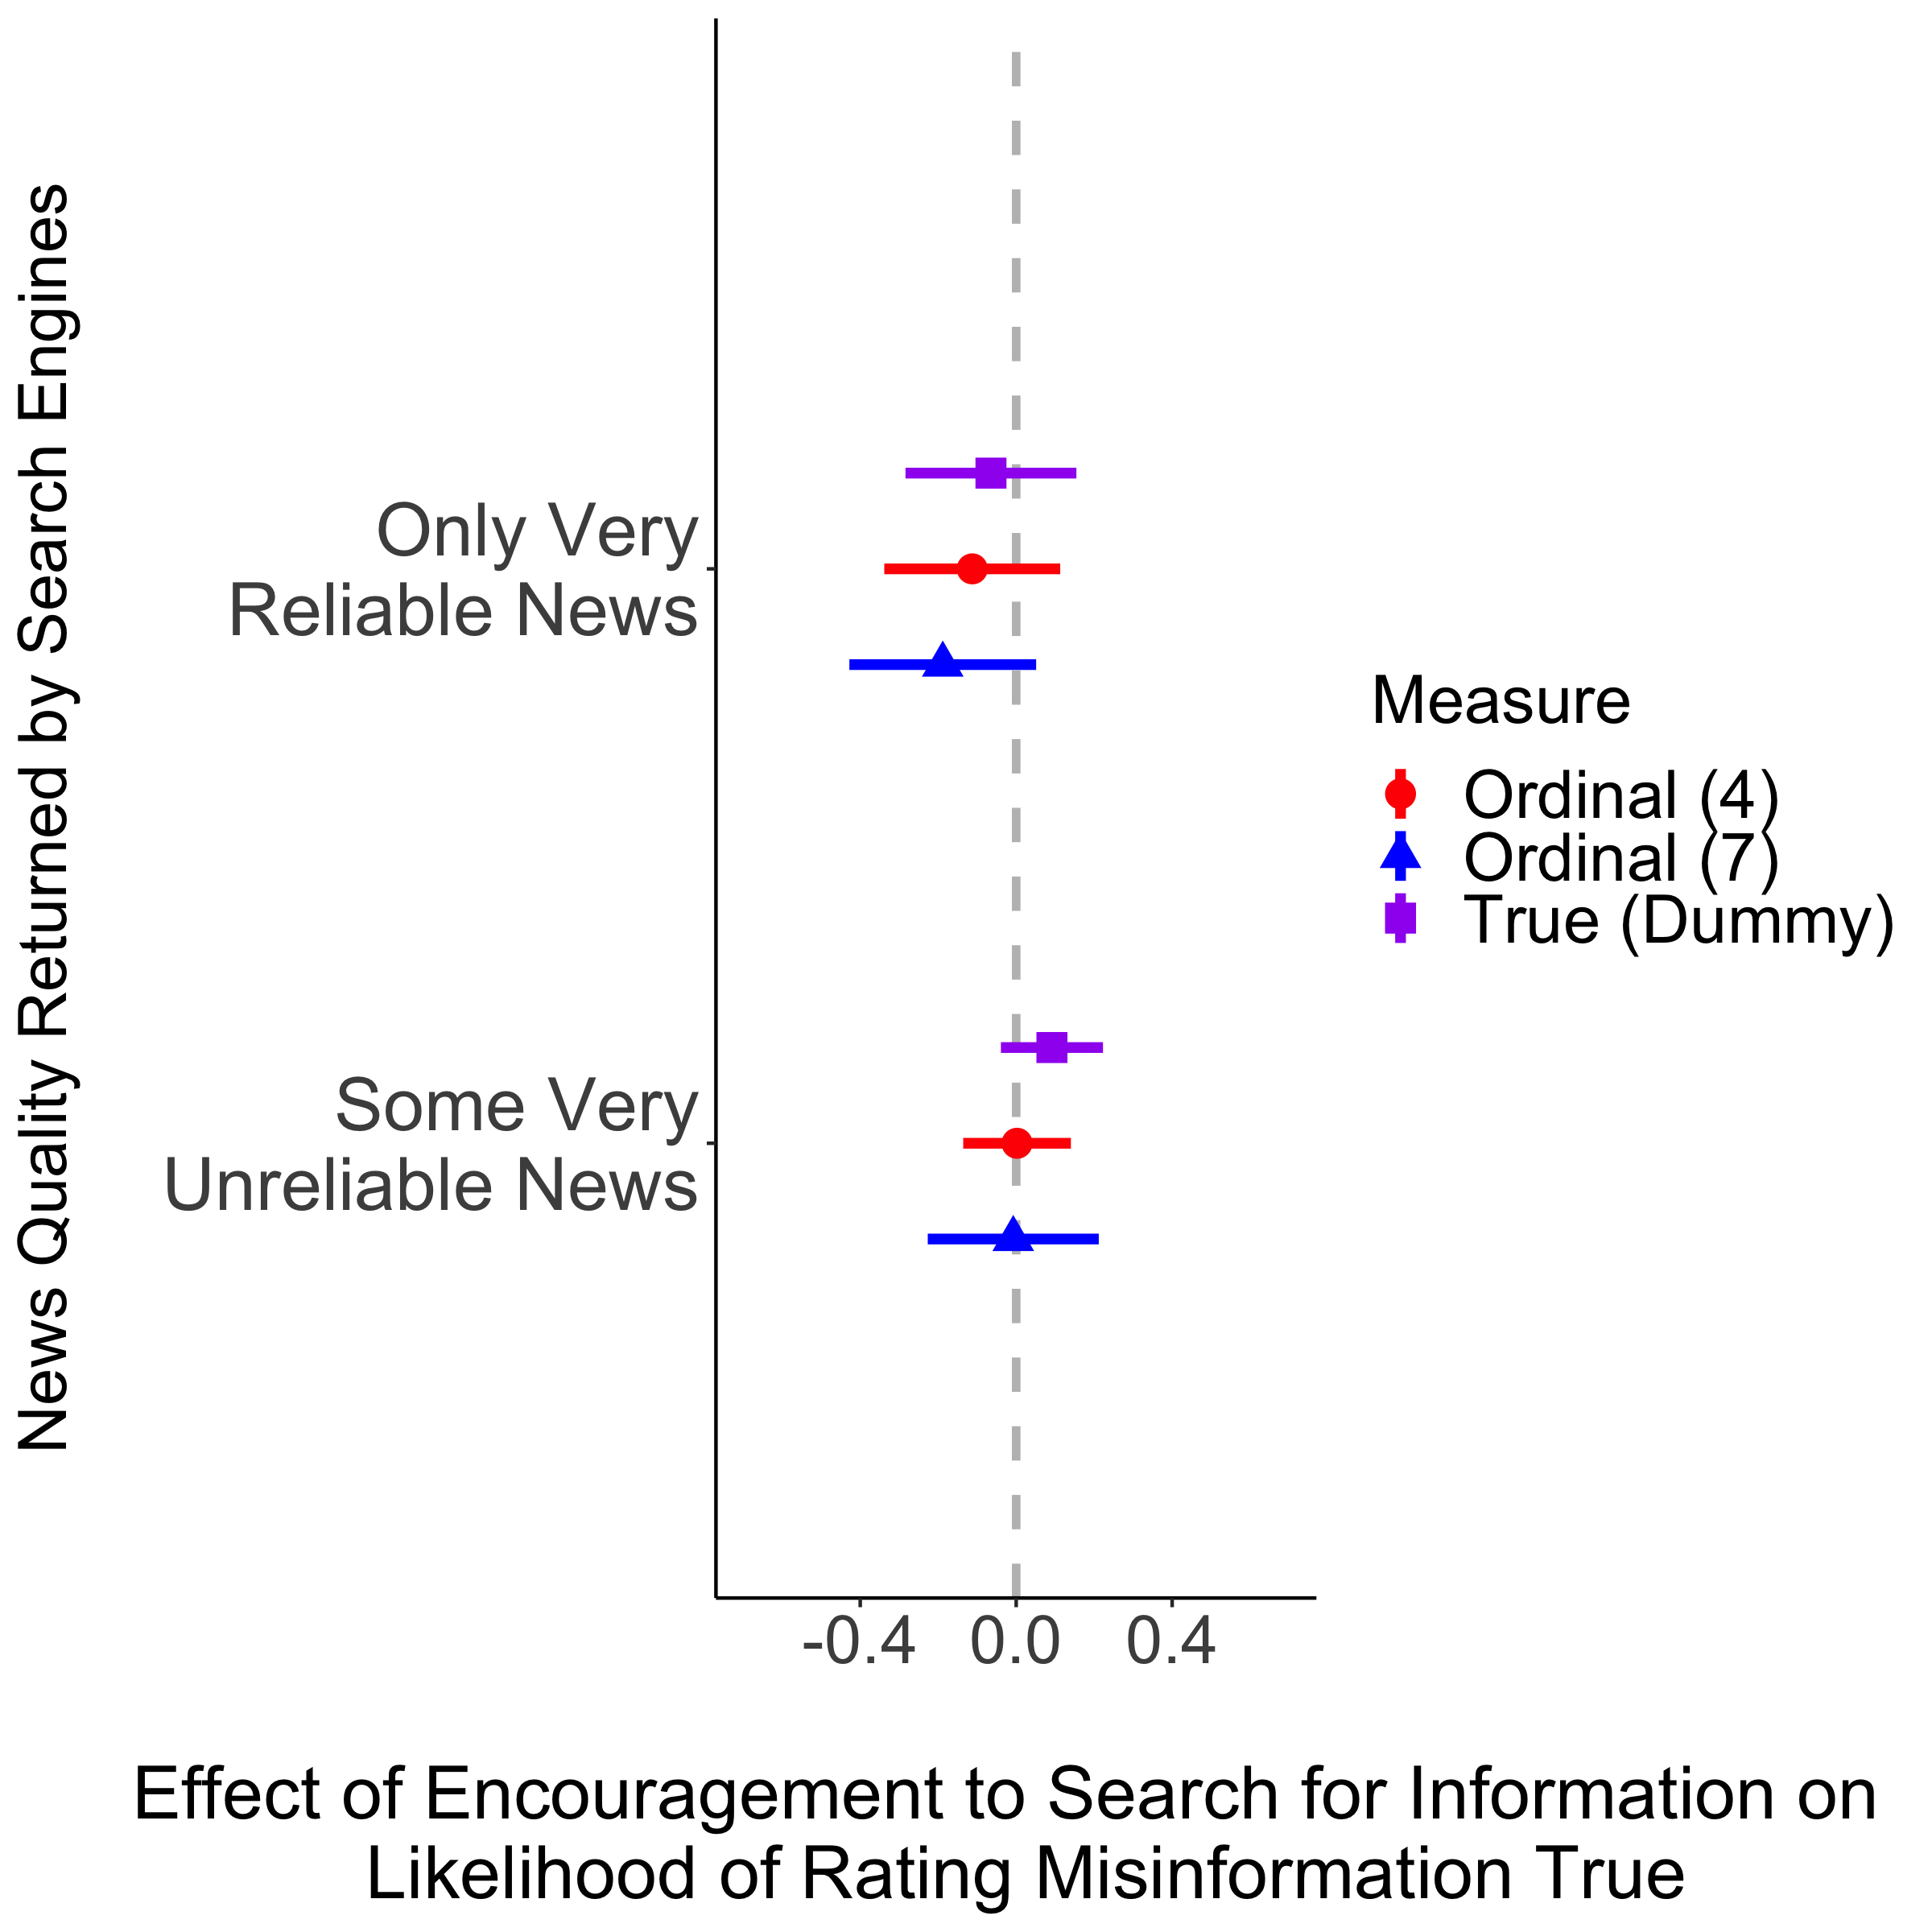 News Quality Returned by Search Engines
Only Very
Reliable News
Some Very
Unreliable News
Measure
Ordinal (4)
Ordinal (7)
True (Dummy)
-0.4
0.0
0.4
Effect of Encouragement to Search for Information on
Likelihood of Rating Misinformation True